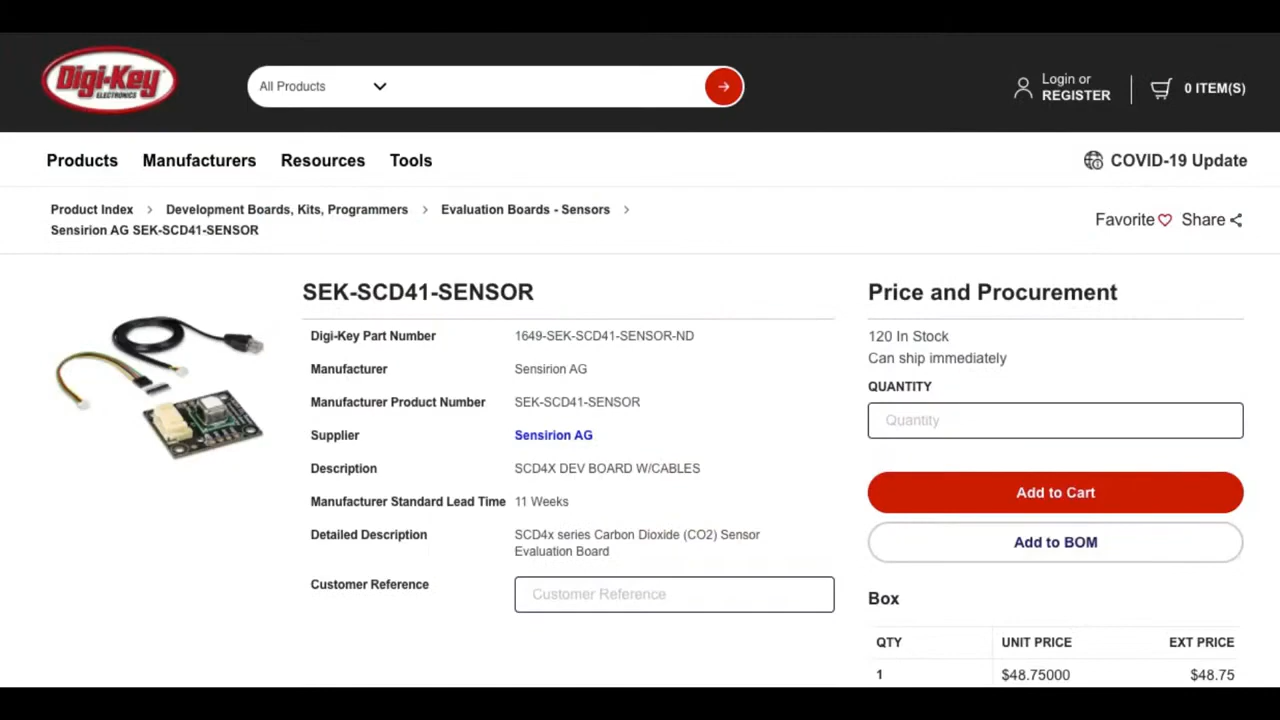 Digi-Key
ELECTRONICS
All Products
Login or
REGISTER
0 ITEM(S)
Products Manufacturers Resources Tools
COVID-19 Update
Product Index > Development Boards, Kits, Programmers > Evaluation Boards - Sensors >
Sensirion AG SEK-SCD41-SENSOR
Favorite Share
SEK-SCD41-SENSOR
Digi-Key Part Number 1649-SEK-SCD41-SENSOR-ND
Manufacturer Sensirion AG
Manufacturer Product Number SEK-SCD41-SENSOR
Supplier Sensirion AG
Description SCD4X DEV BOARD W/CABLES
Manufacturer Standard Lead Time 11 Weeks
Detailed Description SCD4x series Carbon Dioxide (CO2) Sensor
Evaluation Board
Customer Reference Customer Reference
Price and Procurement
120 In Stock
Can ship immediately
QUANTITY
Quantity
Add to Cart
Add to BOM
Box
QTY UNIT PRICE EXT PRICE
1 $48.75000 $48.75